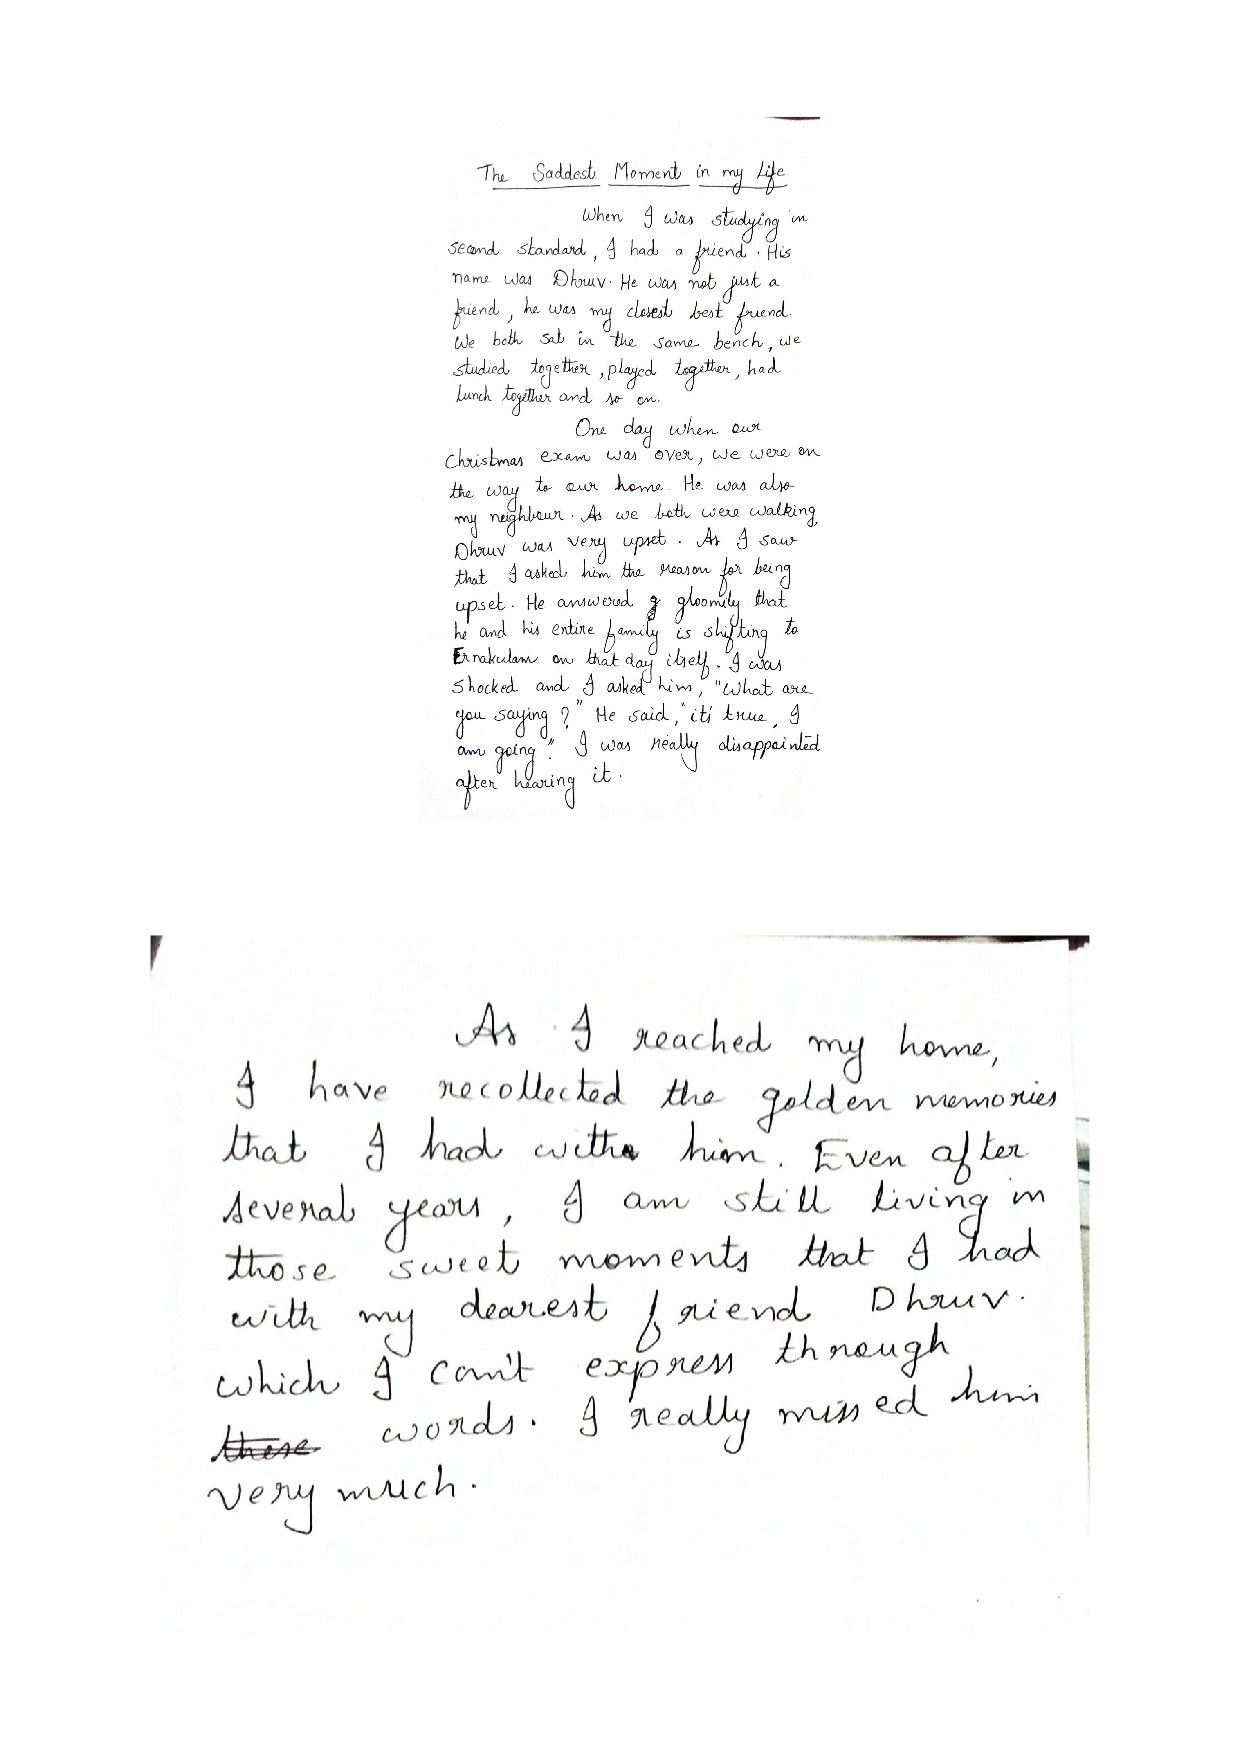 The Saddest Moment in my Life
When I was studying in
second standard, I had a friend. His
name was Dhruv. He was not just a
friend, he was my closest best friend.
We both sat in the same bench, we
studied together, played together, had
lunch together and so on.
One day when our
Christmas exam was over, we were on
the way to our home. He was also
my neighbour. As we both were walking,
Dhruv was very upset. As I saw
that I asked him the reason for being
upset. He answered gloomily that
he and his entire family is shifting to
Ernakulam on that day itself. I was
shocked and I asked him, "What are
you saying?" He said, "it's true, I
am going". I was really disappointed
after hearing it.
As I reached my home,
I have recollected the golden memories
that I had with him. Even after
several years, I am still living in
those sweet moments that I had
with my dearest friend Dhruv.
which I can't express through
these words. I really missed him
very much.